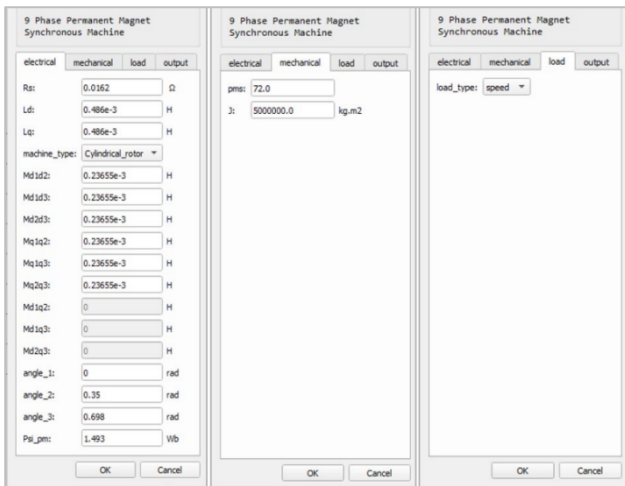 9 Phase Permanent Magnet
Synchronous Machine
electrical mechanical load output
Rs: 0.0162 Ω
Ld: 0.486e-3 H
Lq: 0.486e-3 H
machine_type: Cylindrical_rotor
Md1d2: 0.23655e-3 H
Md1d3: 0.23655e-3 H
Md2d3: 0.23655e-3 H
Mq1q2: 0.23655e-3 H
Mq1q3: 0.23655e-3 H
Mq2q3: 0.23655e-3 H
Md1q2: 0 H
Md1q3: 0 H
Md2q3: 0 H
angle_1: 0 rad
angle_2: 0.35 rad
angle_3: 0.698 rad
Psi_pm: 1.493 Wb
OK Cancel
9 Phase Permanent Magnet
Synchronous Machine
electrical mechanical load output
pms: 72.0
J: 5000000.0 kg.m2
OK Cancel
9 Phase Permanent Magnet
Synchronous Machine
electrical mechanical load output
load_type: speed
OK Cancel